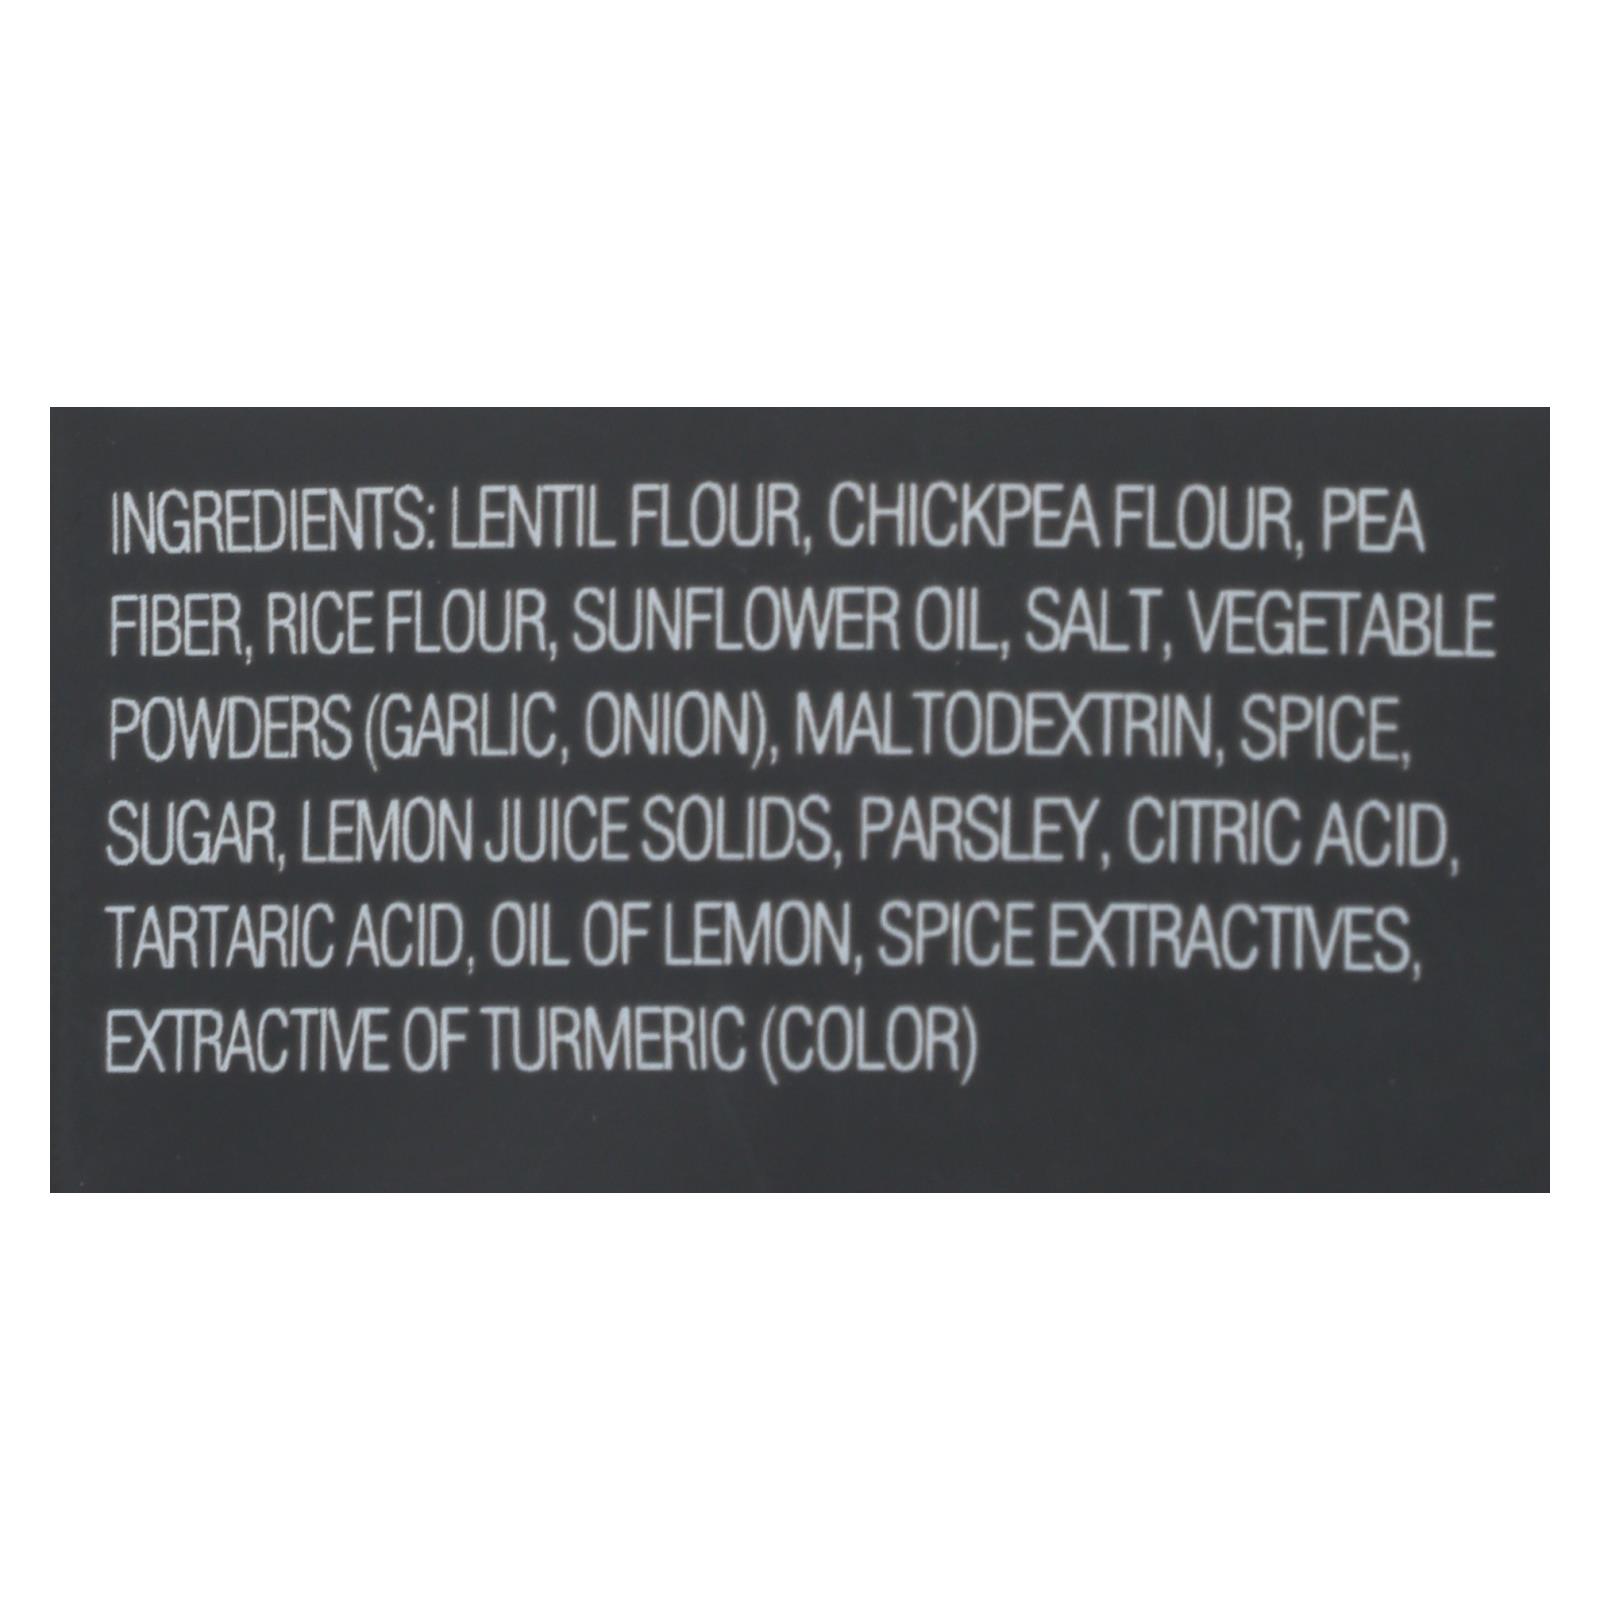 INGREDIENTS: LENTIL FLOUR, CHICKPEA FLOUR, PEA
FIBER, RICE FLOUR, SUNFLOWER OIL, SALT, VEGETABLE
POWDERS (GARLIC, ONION), MALTODEXTRIN, SPICE,
SUGAR, LEMON JUICE SOLIDS, PARSLEY, CITRIC ACID,
TARTARIC ACID, OIL OF LEMON, SPICE EXTRACTIVES,
EXTRACTIVE OF TURMERIC (COLOR)